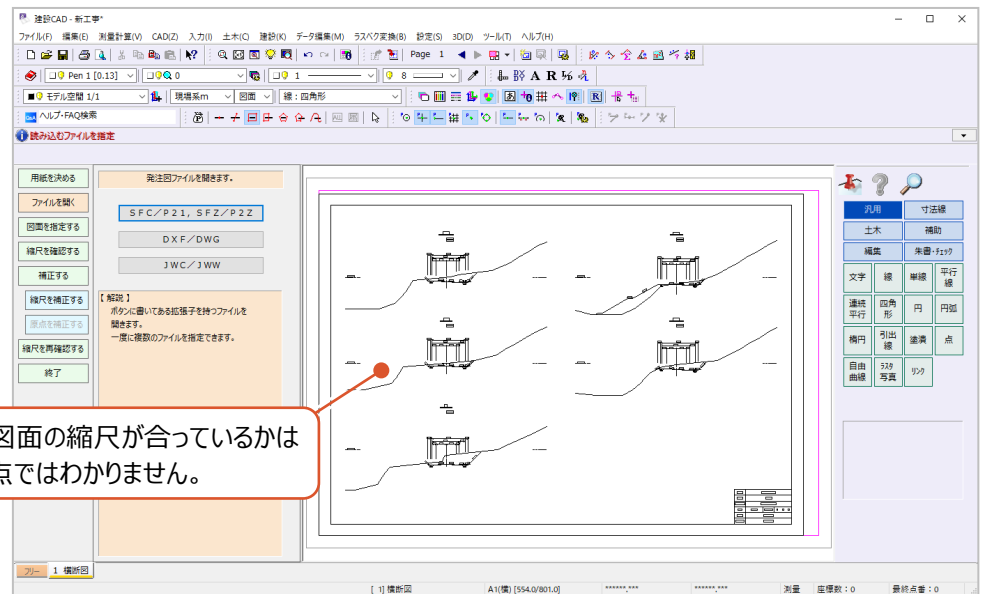 建設CAD - 新工事*
ファイル(F) 編集(E) 測量計算(V) CAD(Z) 入力(I) 土木(C) 建設(K) データ編集(M) ラスベク変換(B) 設定(S) 3D(D) ツール(T) ヘルプ(H)
Page 1
Pen 1 [0.13] 0 1 8 A R
モデル空間 1/1 現場系m 図面 線：四角形 R
ヘルプ・FAQ検索
読み込むファイルを指定
用紙を決める
ファイルを開く
図面を指定する
縮尺を確認する
補正する
縮尺を補正する
原点を補正する
縮尺を再確認する
終了
発注図ファイルを開きます。
SFC／P21, SFZ／P2Z
DXF／DWG
JWC／JWW
【 解説 】
ボタンに書いてある拡張子を持つファイルを
開きます。
一度に複数のファイルを指定できます。
図面の縮尺が合っているかは
点ではわかりません。
汎用 寸法線
土木 補助
編集 朱書・ﾁｪｯｸ
文字 線 単線 平行線
連続平行 四角形 円 円弧
楕円 引出線 塗潰 点
自由曲線 ﾗｽﾀ写真 ﾘﾝｸ
フリー 1 横断図
[ 1] 横断図 A1(横) [554.0/801.0] ******.*** ******.*** 測量 座標数：0 最終点番：0